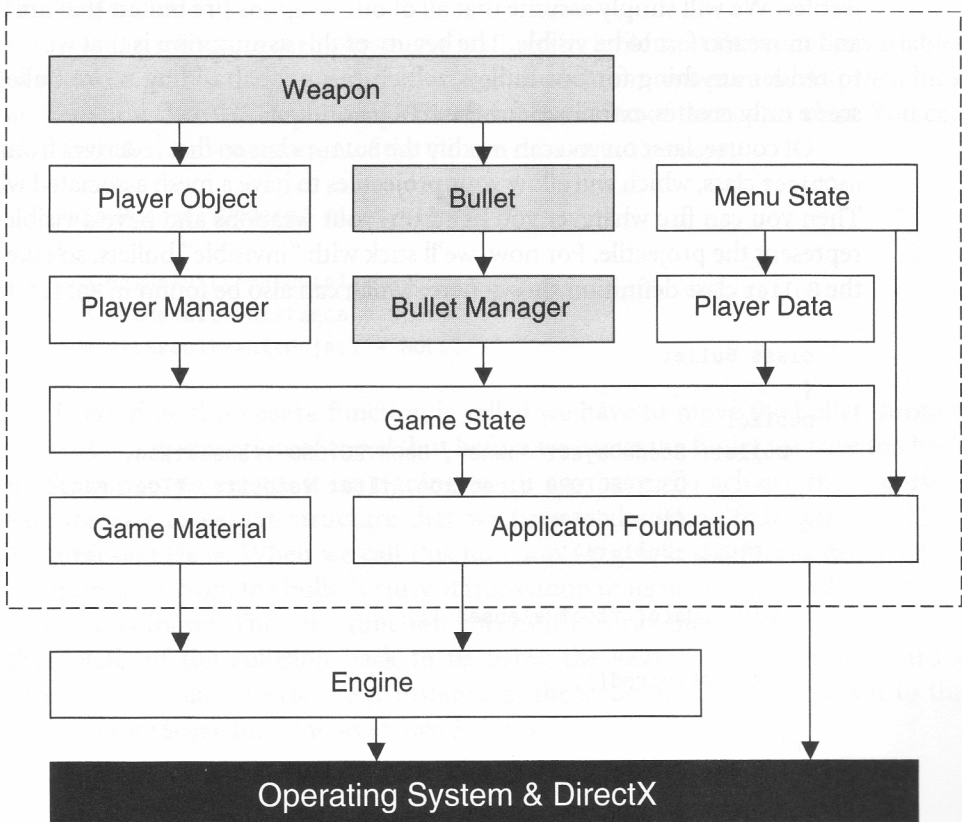 Weapon
Player Object
Bullet
Menu State
Player Manager
Bullet Manager
Player Data
Game State
Game Material
Applicaton Foundation
Engine
Operating System & DirectX